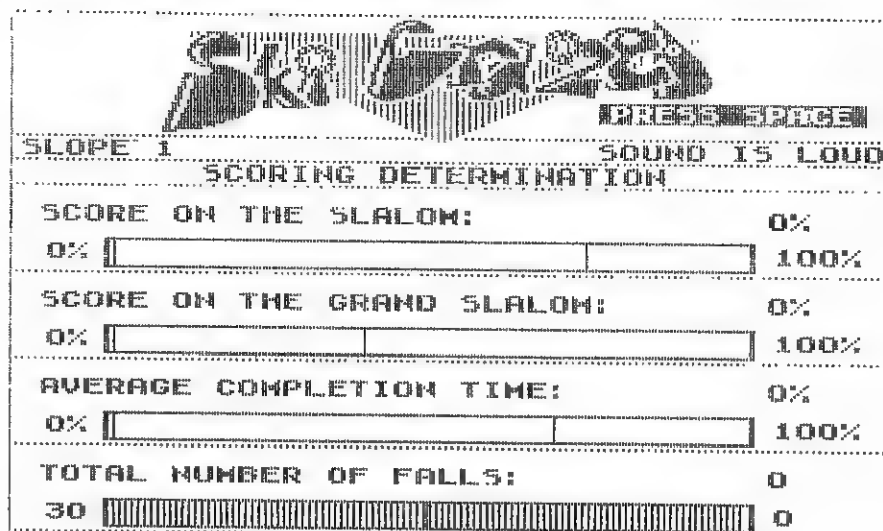 PRESS SPACE
SLOPE 1 SOUND IS LOUD
SCORING DETERMINATION
SCORE ON THE SLALOM: 0%
0% 100%
SCORE ON THE GRAND SLALOM: 0%
0% 100%
AVERAGE COMPLETION TIME: 0%
0% 100%
TOTAL NUMBER OF FALLS: 0
30 0